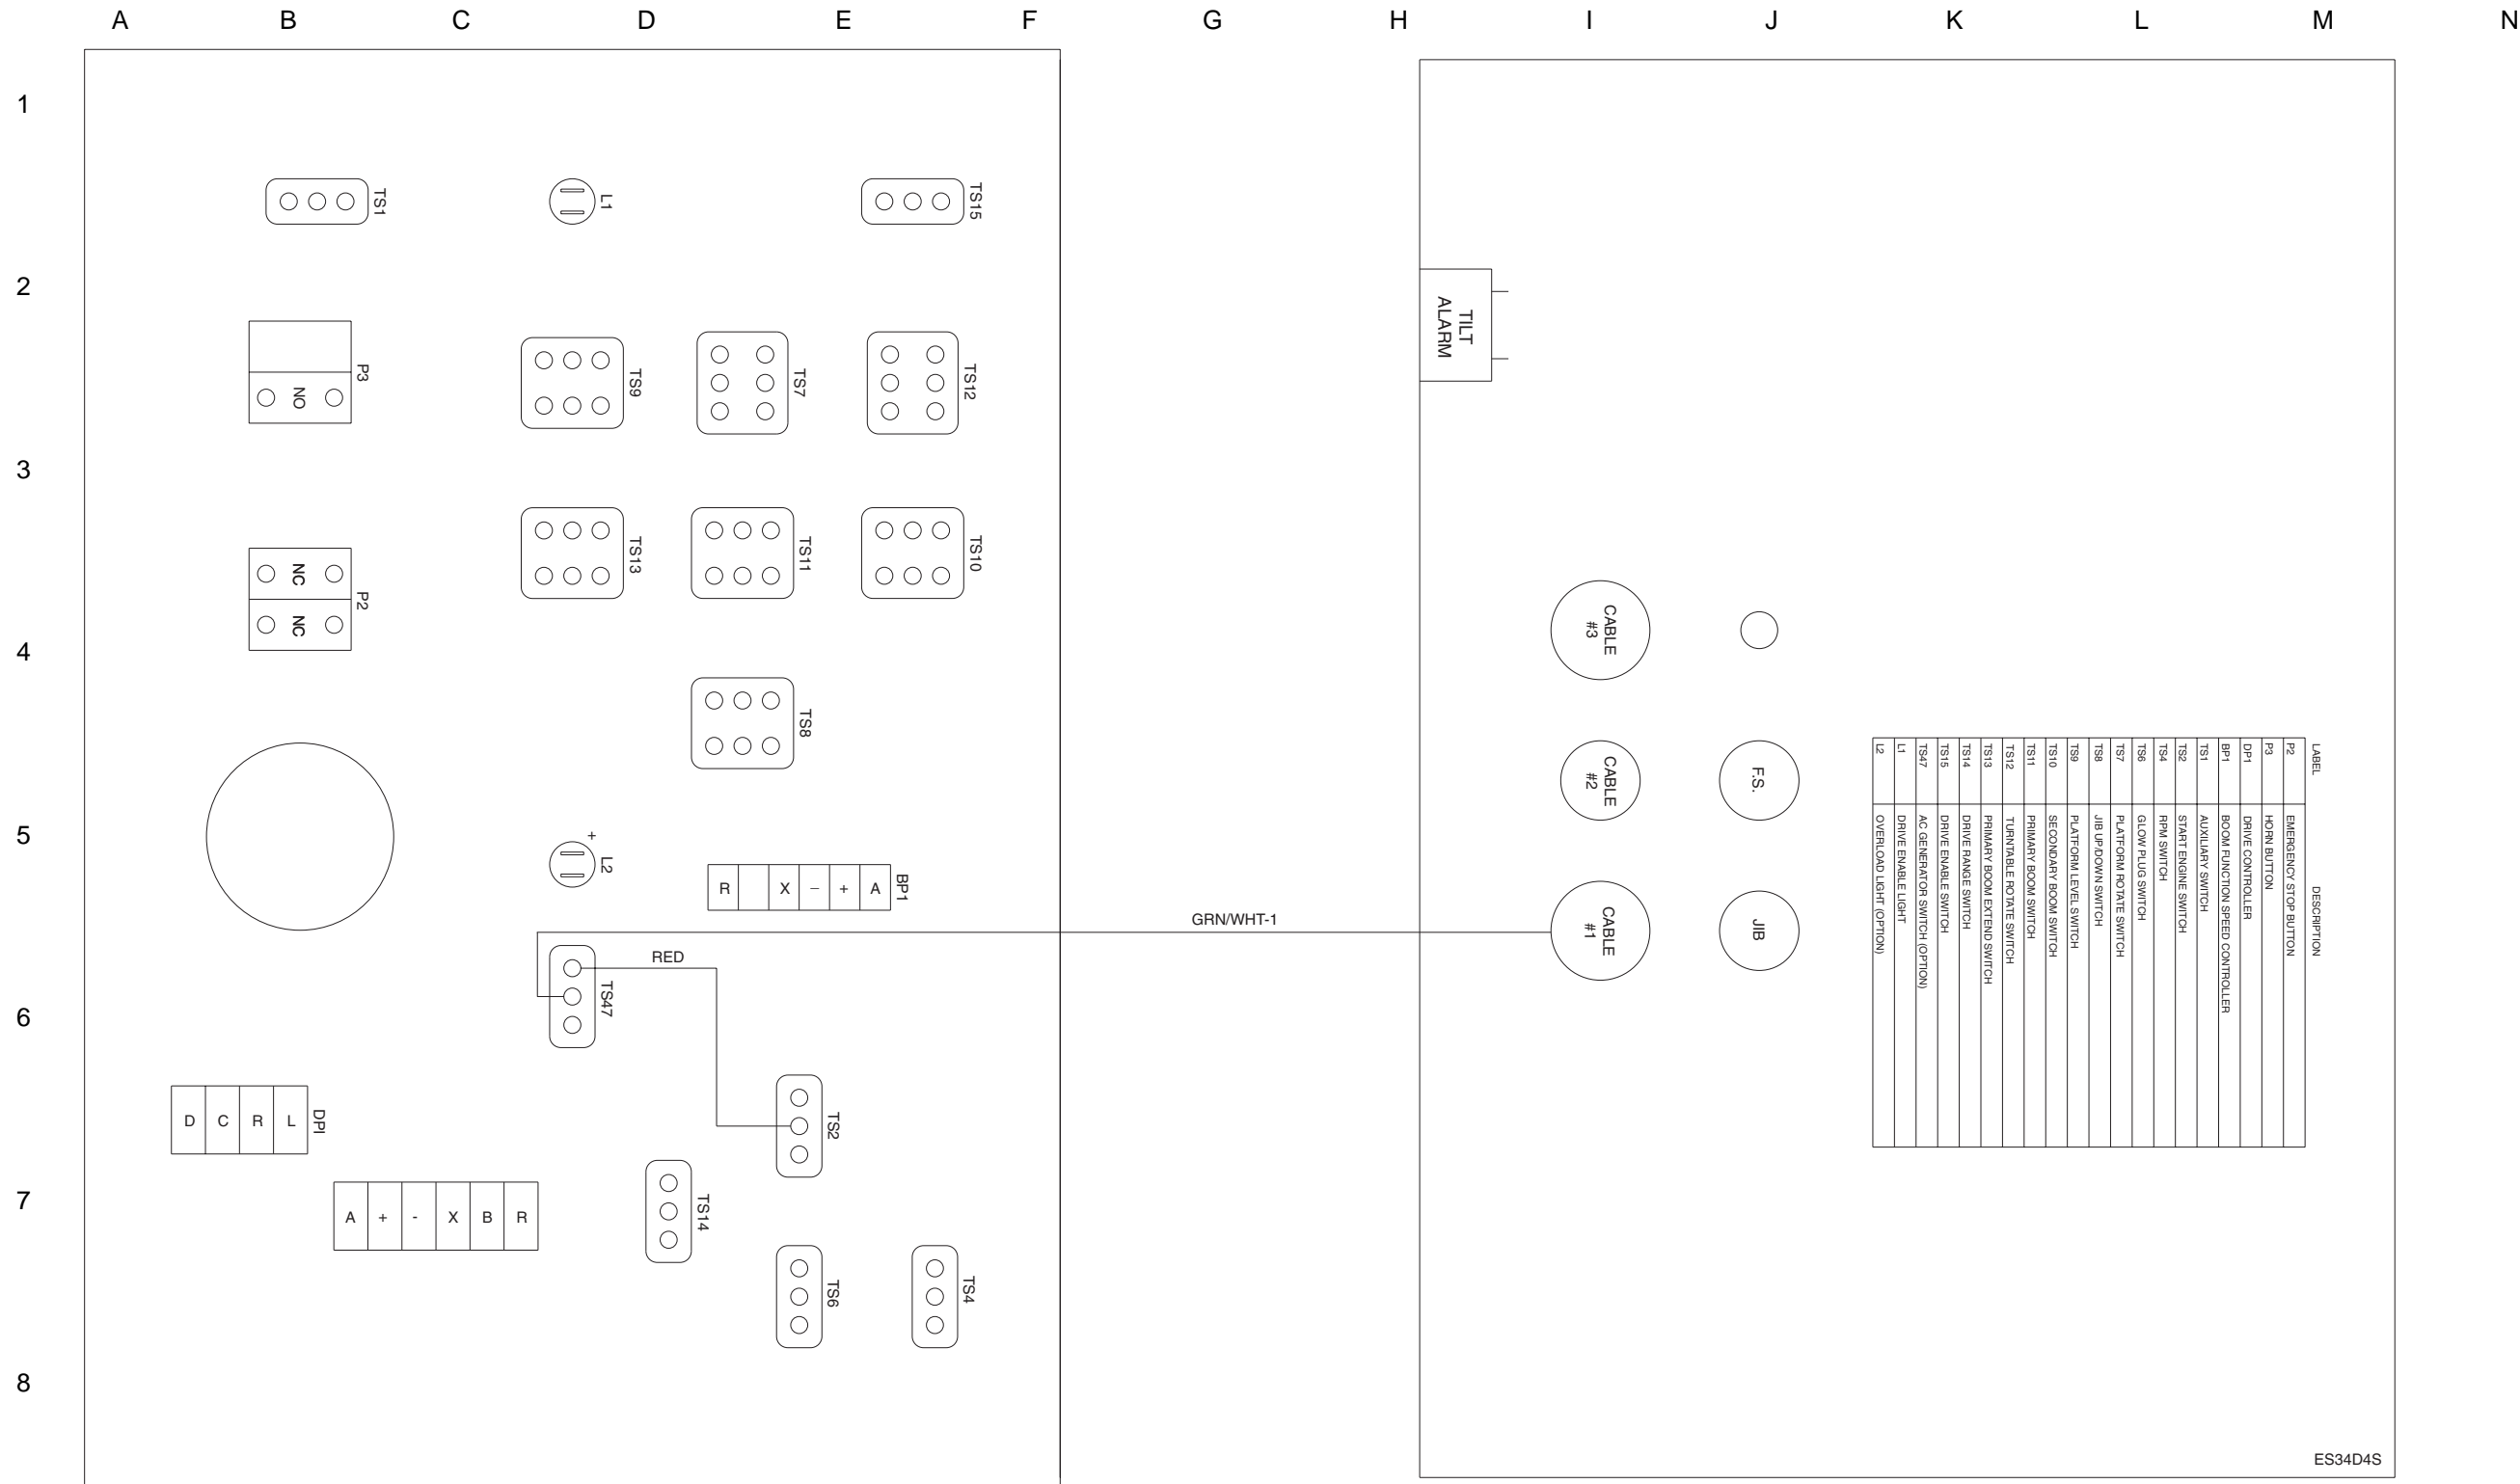 A B C D E F G H I J K L M N
1
2
3
4
5
6
7
8
TS1
L1
TS15
P3
NO
TS9
TS7
TS12
P2
NC
NC
TS13
TS11
TS10
TS8
+
L2
BP1
R X – + A
GRN/WHT-1
RED
TS47
TS2
DPI
D C R L
A + - X B R
TS14
TS6
TS4
TILT
ALARM
CABLE
#3
CABLE
#2
F.S.
CABLE
#1
JIB
LABEL DESCRIPTION
P2 EMERGENCY STOP BUTTON
P3 HORN BUTTON
DP1 DRIVE CONTROLLER
BP1 BOOM FUNCTION SPEED CONTROLLER
TS1 AUXILIARY SWITCH
TS2 START ENGINE SWITCH
TS4 RPM SWITCH
TS6 GLOW PLUG SWITCH
TS7 PLATFORM ROTATE SWITCH
TS8 JIB UP/DOWN SWITCH
TS9 PLATFORM LEVEL SWITCH
TS10 SECONDARY BOOM SWITCH
TS11 PRIMARY BOOM SWITCH
TS12 TURNTABLE ROTATE SWITCH
TS13 PRIMARY BOOM EXTEND SWITCH
TS14 DRIVE RANGE SWITCH
TS15 DRIVE ENABLE SWITCH
TS47 AC GENERATOR SWITCH (OPTION)
L1 DRIVE ENABLE LIGHT
L2 OVERLOAD LIGHT (OPTION)
ES34D4S